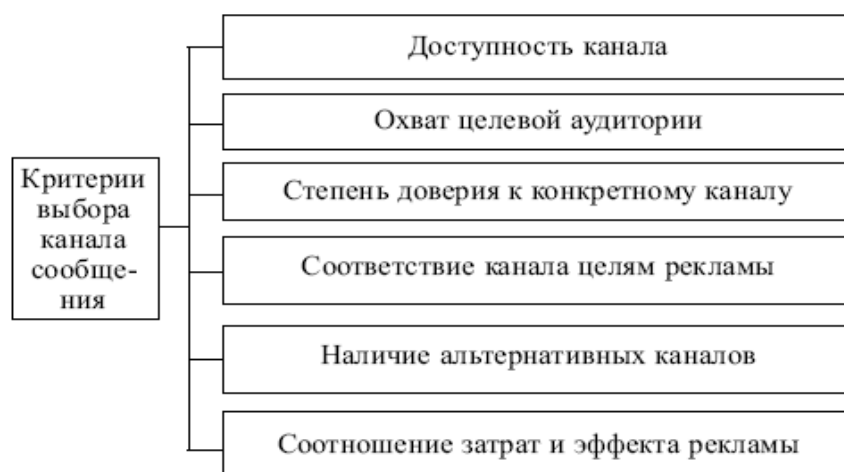 Критерии
выбора
канала
сообще-
ния
Доступность канала
Охват целевой аудитории
Степень доверия к конкретному каналу
Соответствие канала целям рекламы
Наличие альтернативных каналов
Соотношение затрат и эффекта рекламы